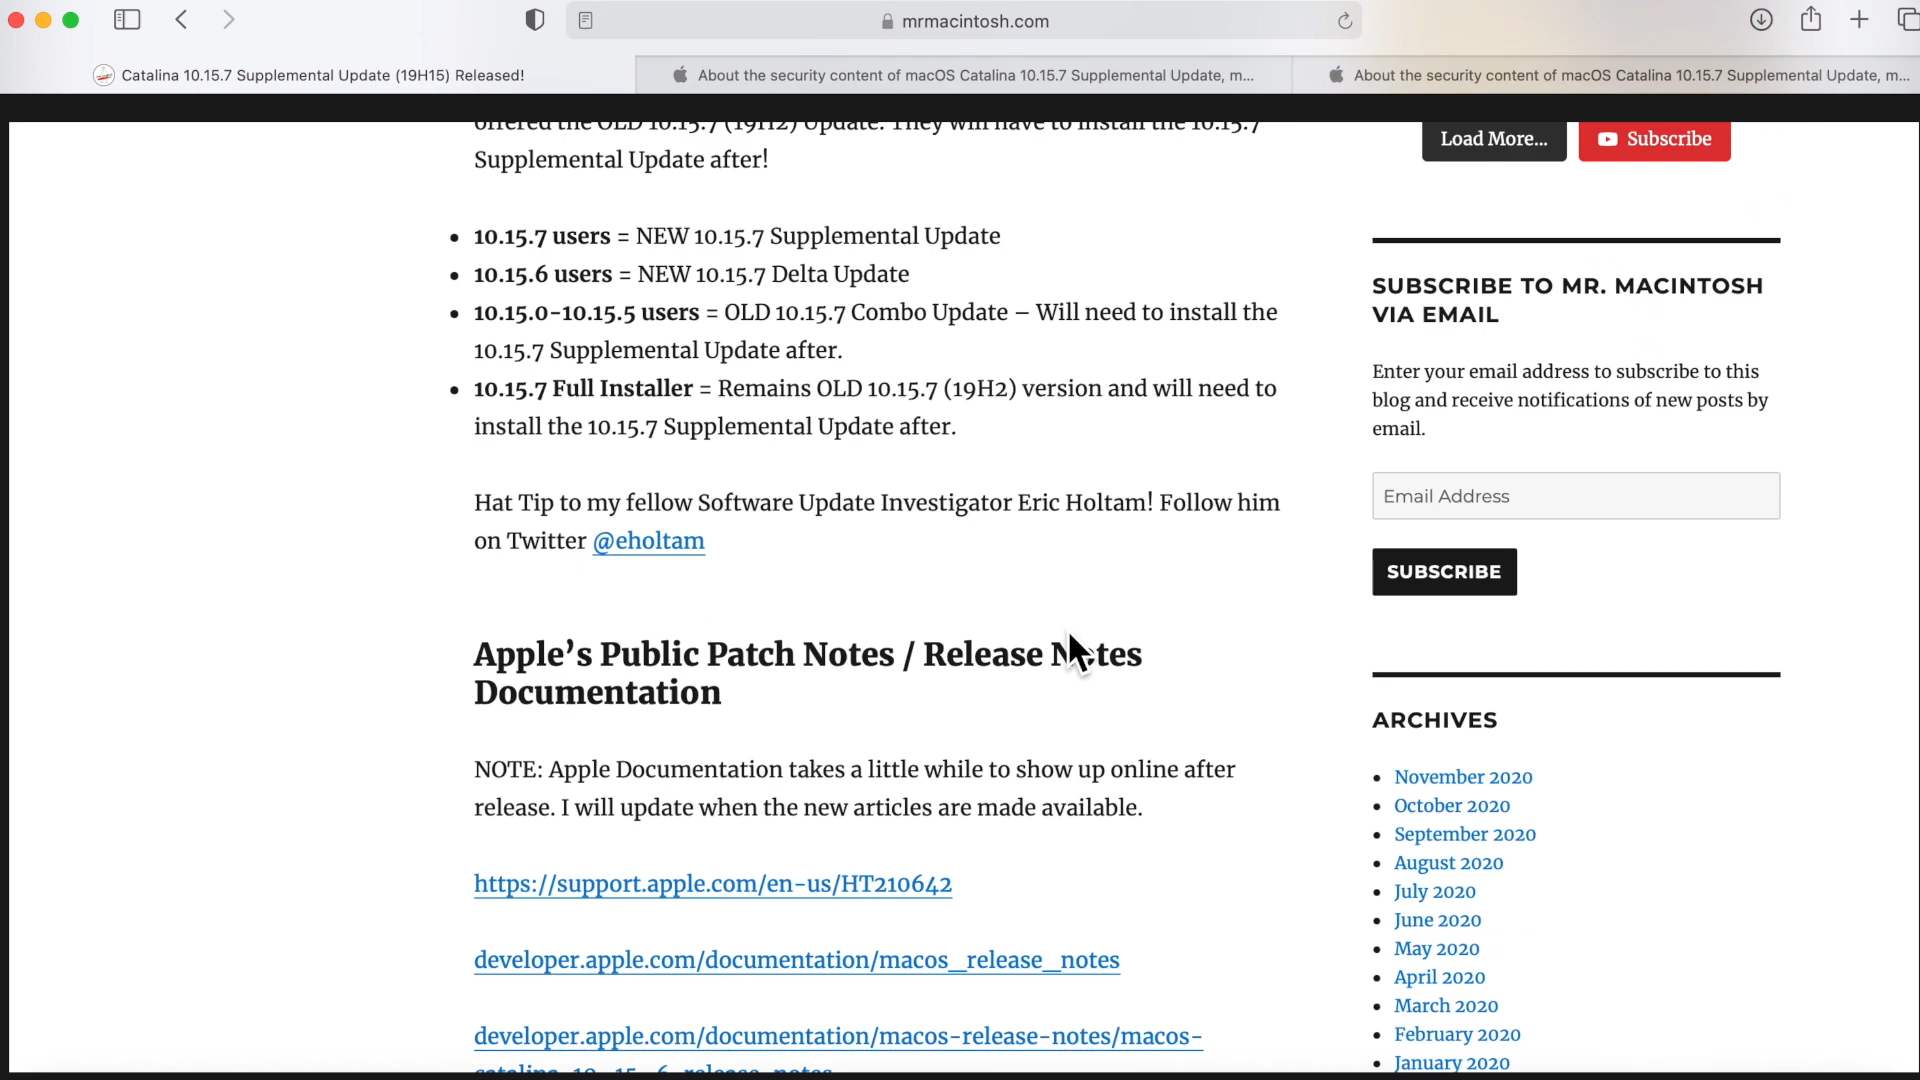 mrmacintosh.com
Catalina 10.15.7 Supplemental Update (19H15) Released!
About the security content of macOS Catalina 10.15.7 Supplemental Update, m...
About the security content of macOS Catalina 10.15.7 Supplemental Update, m...
offered the OLD 10.15.7 (19H2) Update. They will have to install the 10.15.7
Supplemental Update after!
• 10.15.7 users = NEW 10.15.7 Supplemental Update
• 10.15.6 users = NEW 10.15.7 Delta Update
• 10.15.0-10.15.5 users = OLD 10.15.7 Combo Update – Will need to install the
10.15.7 Supplemental Update after.
• 10.15.7 Full Installer = Remains OLD 10.15.7 (19H2) version and will need to
install the 10.15.7 Supplemental Update after.
Hat Tip to my fellow Software Update Investigator Eric Holtam! Follow him
on Twitter @eholtam
Apple’s Public Patch Notes / Release Notes
Documentation
NOTE: Apple Documentation takes a little while to show up online after
release. I will update when the new articles are made available.
https://support.apple.com/en-us/HT210642
developer.apple.com/documentation/macos_release_notes
developer.apple.com/documentation/macos-release-notes/macos-
catalina-10_15_6-release-notes
Load More...
Subscribe
SUBSCRIBE TO MR. MACINTOSH
VIA EMAIL
Enter your email address to subscribe to this
blog and receive notifications of new posts by
email.
Email Address
SUBSCRIBE
ARCHIVES
• November 2020
• October 2020
• September 2020
• August 2020
• July 2020
• June 2020
• May 2020
• April 2020
• March 2020
• February 2020
• January 2020